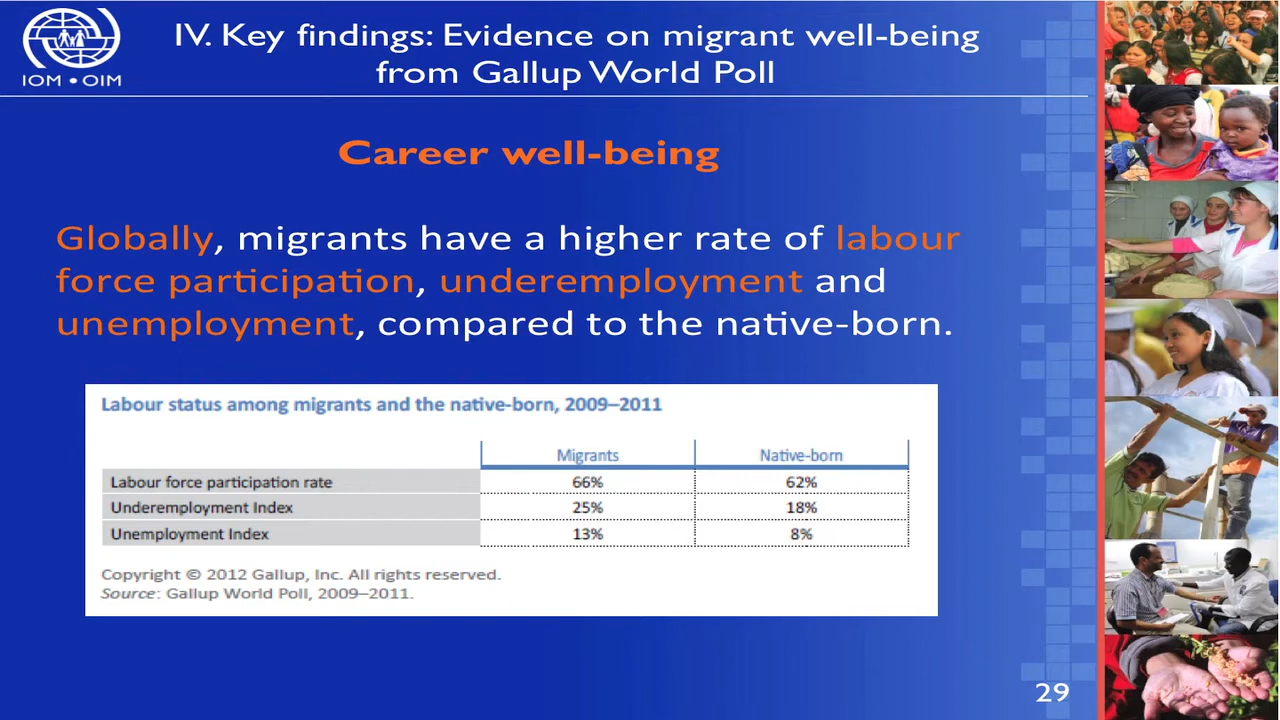 IOM • OIM
IV. Key findings: Evidence on migrant well-being
from Gallup World Poll
Career well-being
Globally, migrants have a higher rate of labour
force participation, underemployment and
unemployment, compared to the native-born.
Labour status among migrants and the native-born, 2009–2011
Migrants Native-born
Labour force participation rate 66% 62%
Underemployment Index 25% 18%
Unemployment Index 13% 8%
Copyright © 2012 Gallup, Inc. All rights reserved.
Source: Gallup World Poll, 2009–2011.
29